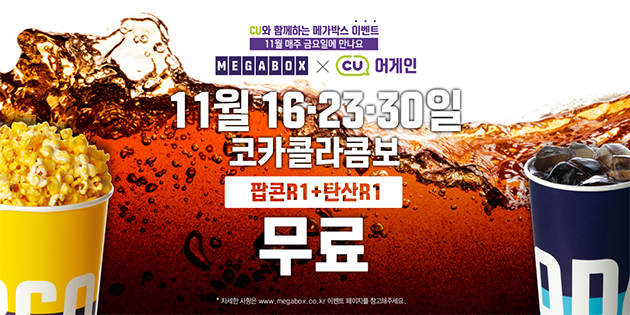 CU와 함께하는 메가박스 이벤트
11월 매주 금요일에 만나요
MEGABOX × CU 어게인
11월 16·23·30일
코카콜라콤보
팝콘R1+탄산R1
무료
* 자세한 사항은 www.megabox.co.kr 이벤트 페이지를 참고해주세요.